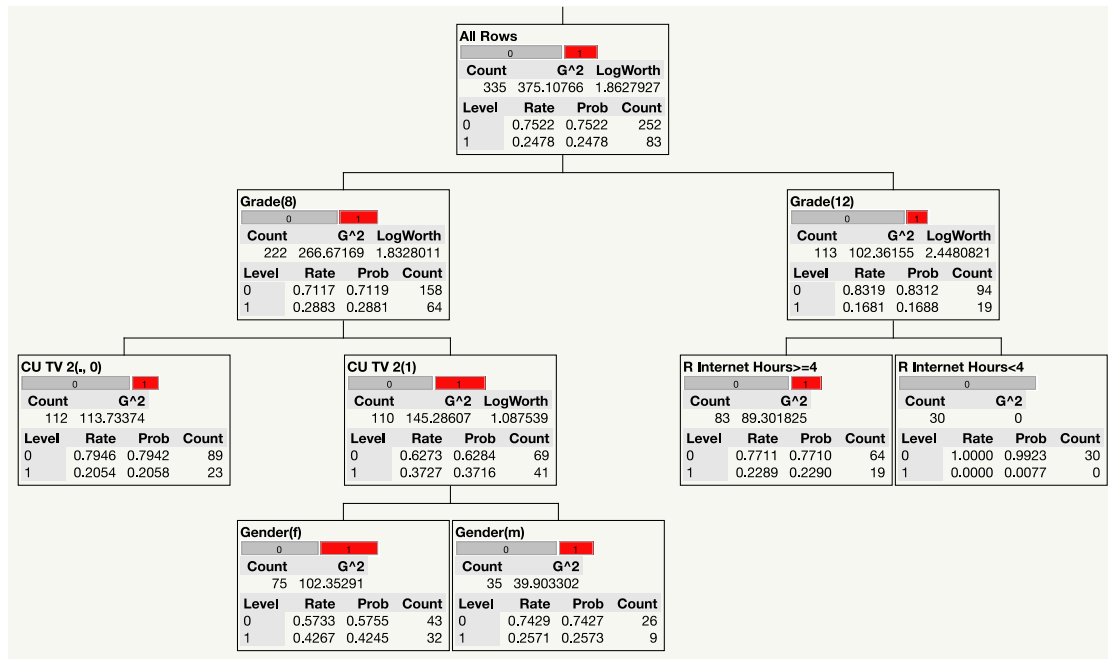 All Rows
0 1
Count G^2 LogWorth
335 375.10766 1.8627927
Level Rate Prob Count
0 0.7522 0.7522 252
1 0.2478 0.2478 83
Grade(8)
0 1
Count G^2 LogWorth
222 266.67169 1.8328011
Level Rate Prob Count
0 0.7117 0.7119 158
1 0.2883 0.2881 64
Grade(12)
0 1
Count G^2 LogWorth
113 102.36155 2.4480821
Level Rate Prob Count
0 0.8319 0.8312 94
1 0.1681 0.1688 19
CU TV 2(., 0)
0 1
Count G^2
112 113.73374
Level Rate Prob Count
0 0.7946 0.7942 89
1 0.2054 0.2058 23
CU TV 2(1)
0 1
Count G^2 LogWorth
110 145.28607 1.087539
Level Rate Prob Count
0 0.6273 0.6284 69
1 0.3727 0.3716 41
R Internet Hours>=4
0 1
Count G^2
83 89.301825
Level Rate Prob Count
0 0.7711 0.7710 64
1 0.2289 0.2290 19
R Internet Hours<4
0
Count G^2
30 0
Level Rate Prob Count
0 1.0000 0.9923 30
1 0.0000 0.0077 0
Gender(f)
0 1
Count G^2
75 102.35291
Level Rate Prob Count
0 0.5733 0.5755 43
1 0.4267 0.4245 32
Gender(m)
0 1
Count G^2
35 39.903302
Level Rate Prob Count
0 0.7429 0.7427 26
1 0.2571 0.2573 9